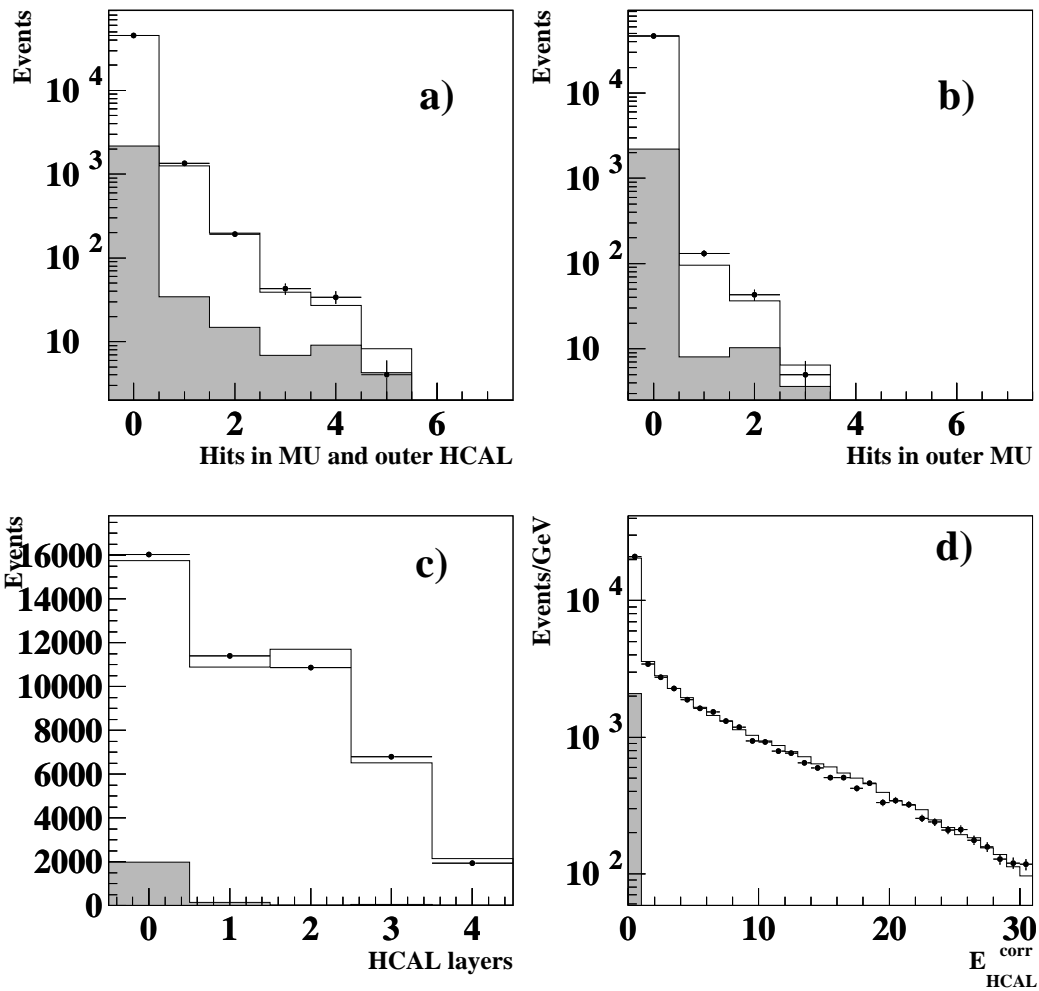 Events
10 4
10 3
10 2
10
a)
0 2 4 6
Hits in MU and outer HCAL
Events
10 4
10 3
10 2
10
b)
0 2 4 6
Hits in outer MU
Events
16000
14000
12000
10000
8000
6000
4000
2000
0
c)
0 1 2 3 4
HCAL layers
Events/GeV
10 4
10 3
10 2
d)
0 10 20 30
E corr HCAL